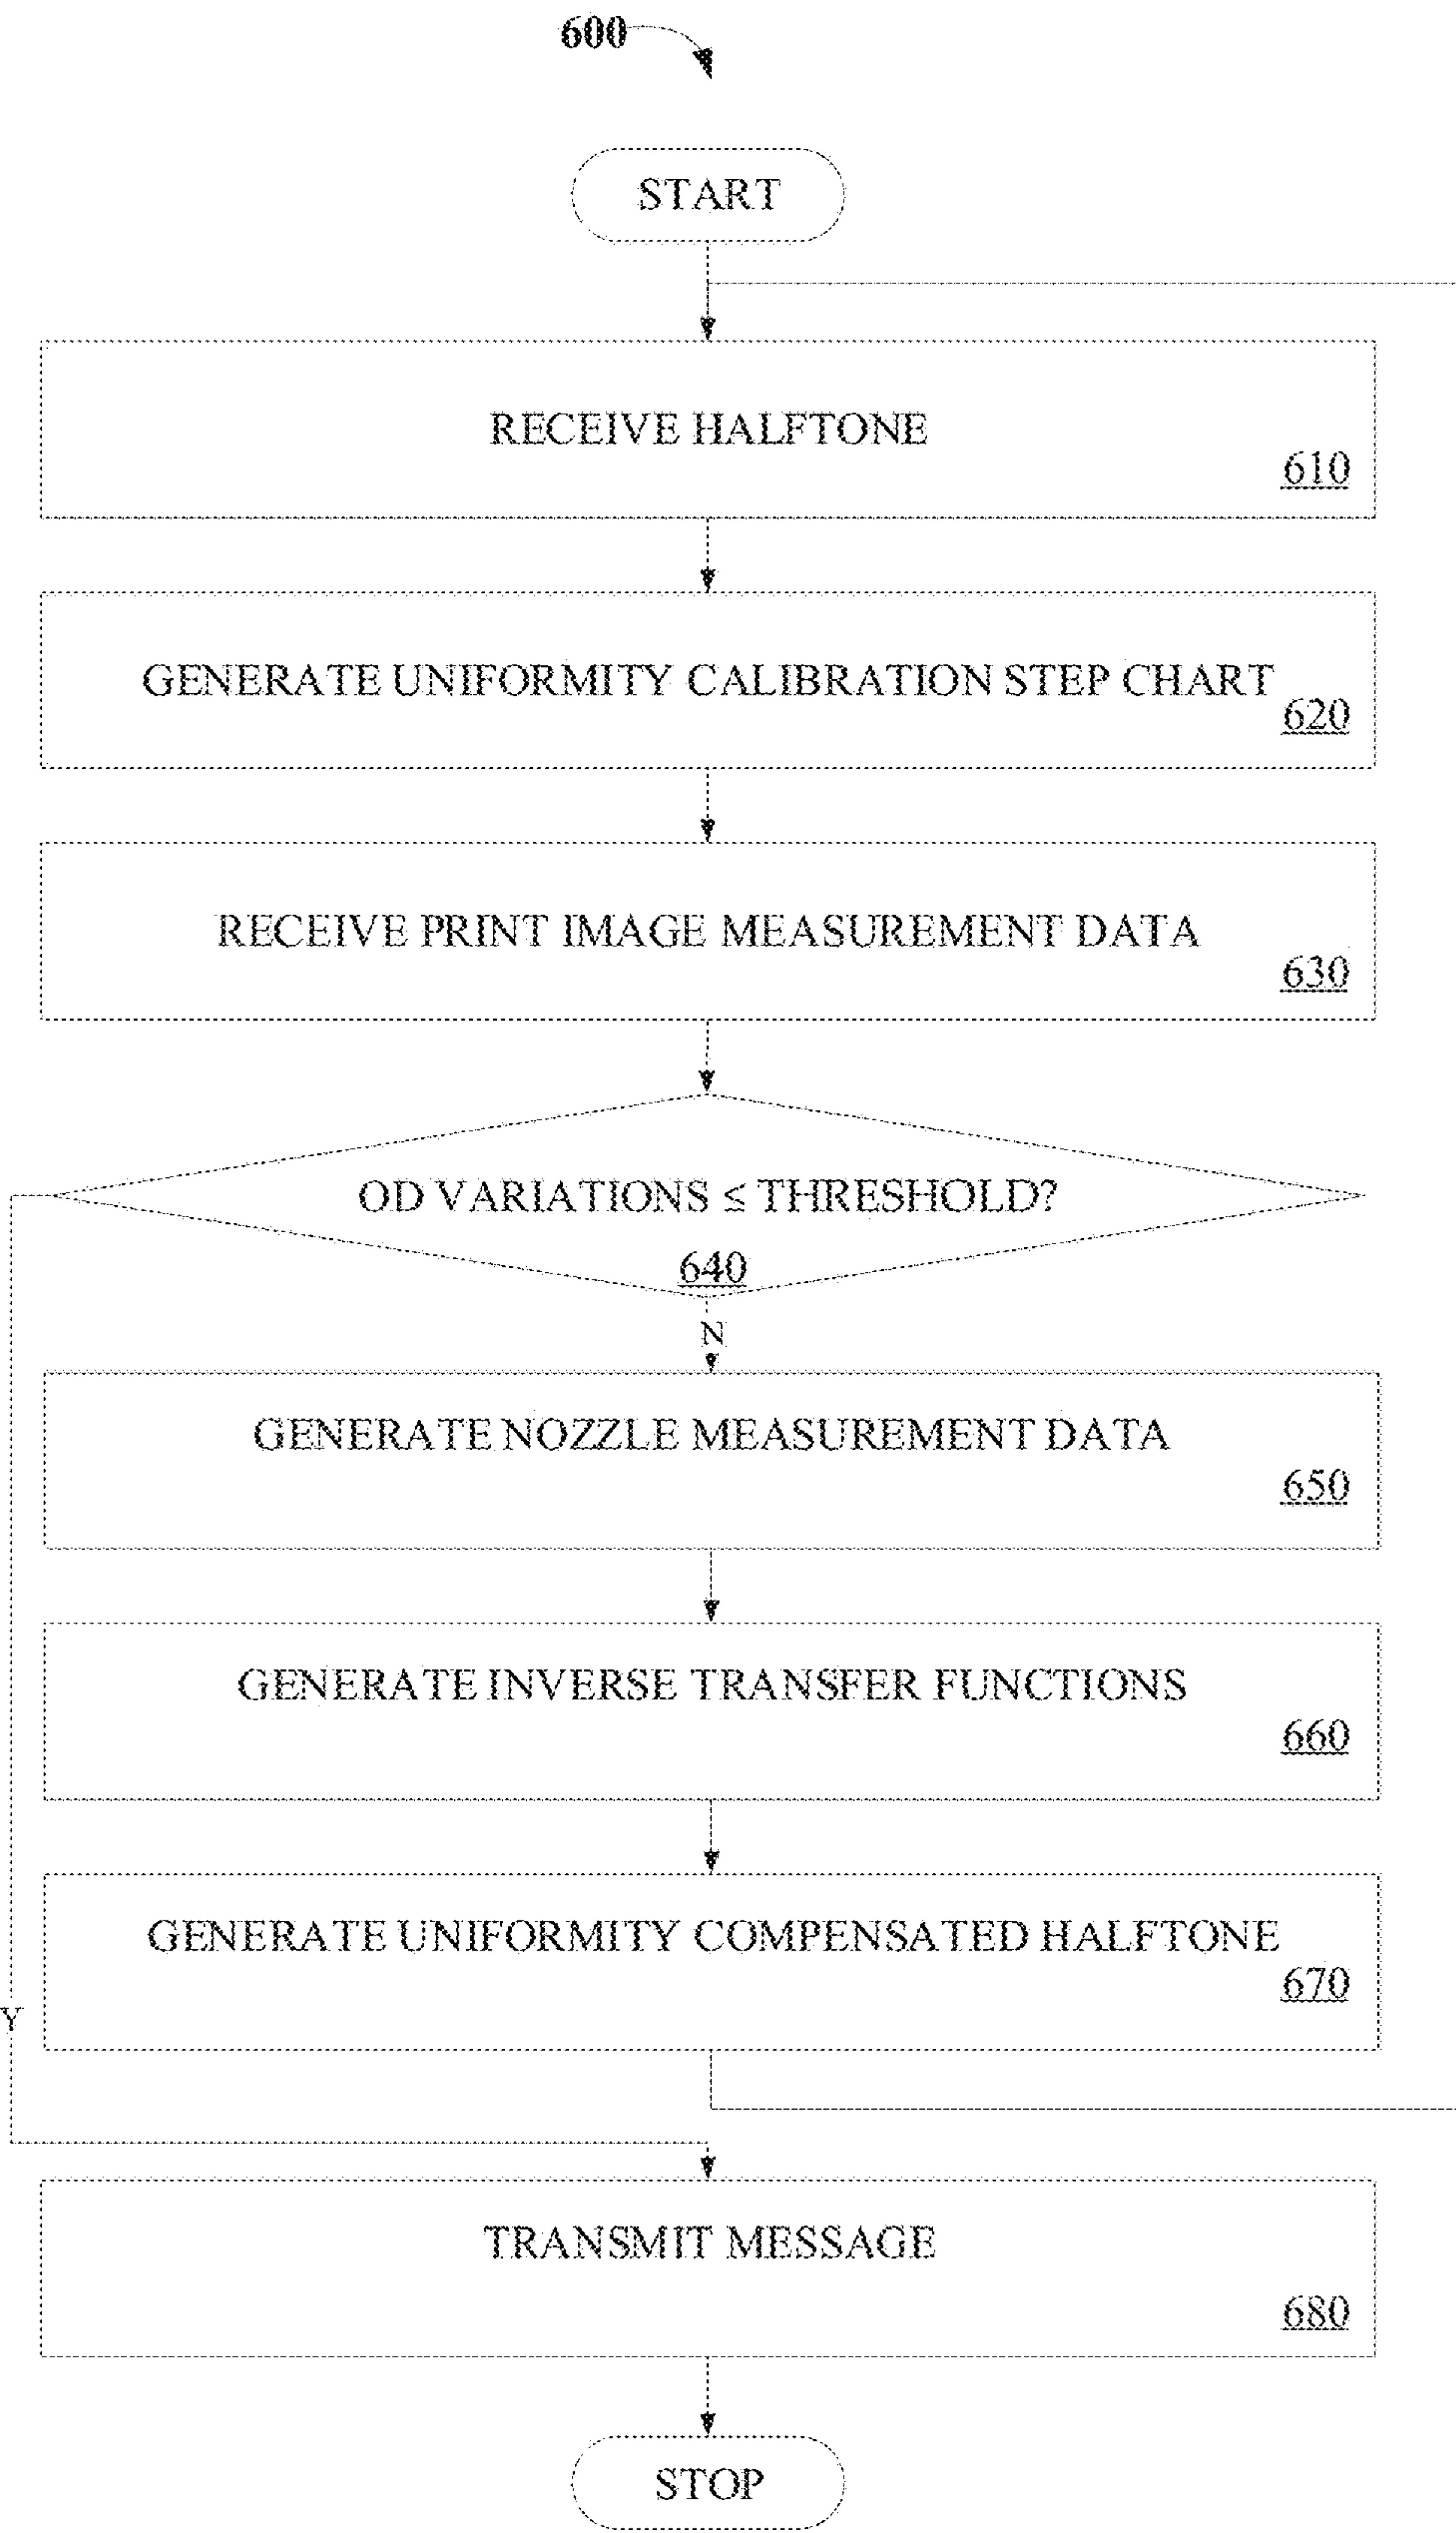 600
START
RECEIVE HALFTONE
610
GENERATE UNIFORMITY CALIBRATION STEP CHART
620
RECEIVE PRINT IMAGE MEASUREMENT DATA
630
OD VARIATIONS ≤ THRESHOLD?
640
N
GENERATE NOZZLE MEASUREMENT DATA
650
GENERATE INVERSE TRANSFER FUNCTIONS
660
GENERATE UNIFORMITY COMPENSATED HALFTONE
670
Y
TRANSMIT MESSAGE
680
STOP